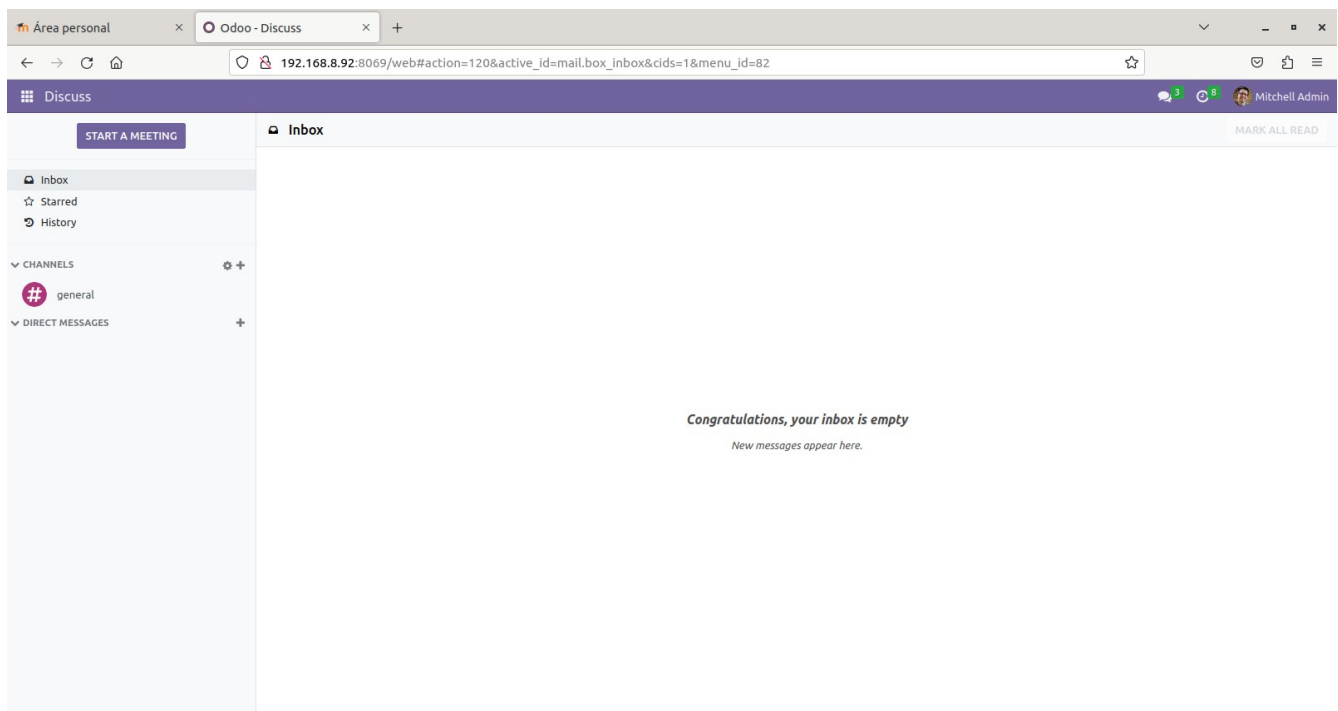 Área personal
Odoo - Discuss
192.168.8.92:8069/web#action=120&active_id=mail.box_inbox&cids=1&menu_id=82
Discuss
3
8
Mitchell Admin
START A MEETING
Inbox
MARK ALL READ
Inbox
Starred
History
CHANNELS
# general
DIRECT MESSAGES
Congratulations, your inbox is empty
New messages appear here.